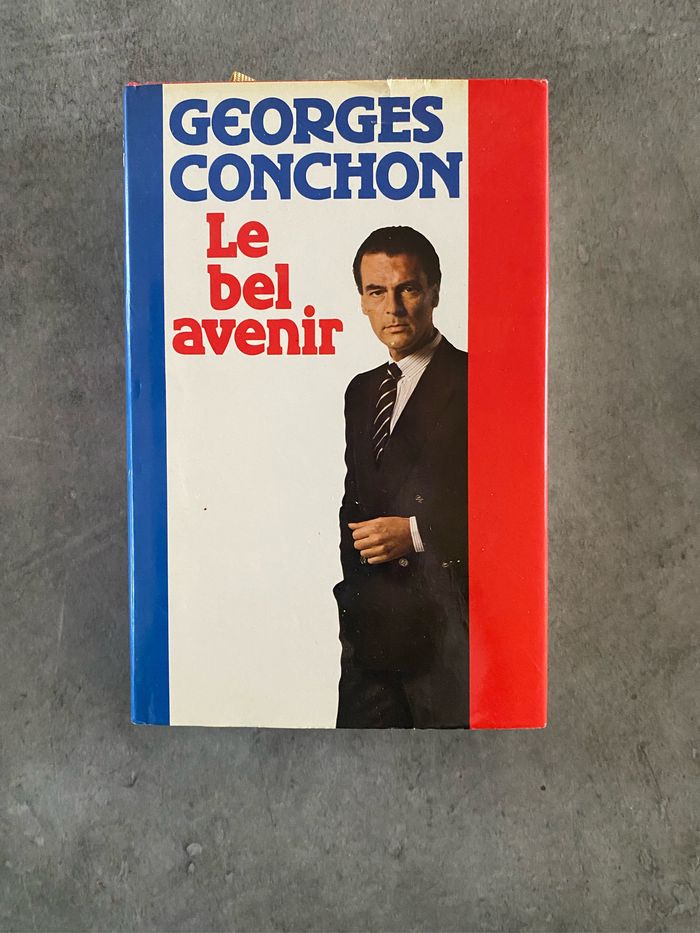 GEORGES
CONCHON
Le
bel
avenir